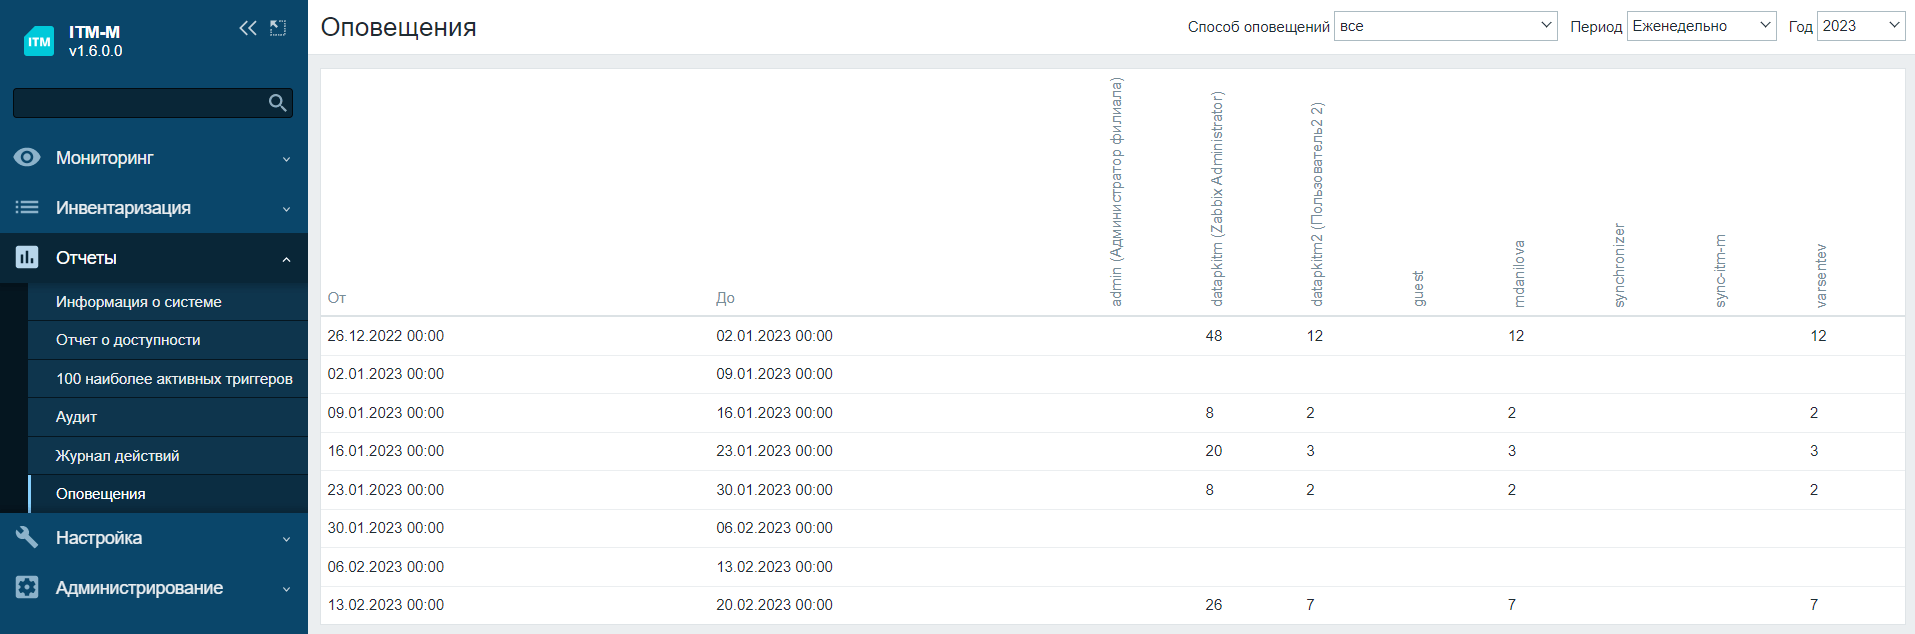 ITM
ITM-M
v1.6.0.0
Мониторинг
Инвентаризация
Отчеты
Информация о системе
Отчет о доступности
100 наиболее активных триггеров
Аудит
Журнал действий
Оповещения
Настройка
Администрирование
Оповещения
Способ оповещений все Период Еженедельно Год 2023
От До admin (Администратор филиала) datapkitm (Zabbix Administrator) datapkitm2 (Пользователь2 2) guest mdanilova synchronizer sync-itm-m varsentev
26.12.2022 00:00 02.01.2023 00:00 48 12 12 12
02.01.2023 00:00 09.01.2023 00:00
09.01.2023 00:00 16.01.2023 00:00 8 2 2 2
16.01.2023 00:00 23.01.2023 00:00 20 3 3 3
23.01.2023 00:00 30.01.2023 00:00 8 2 2 2
30.01.2023 00:00 06.02.2023 00:00
06.02.2023 00:00 13.02.2023 00:00
13.02.2023 00:00 20.02.2023 00:00 26 7 7 7